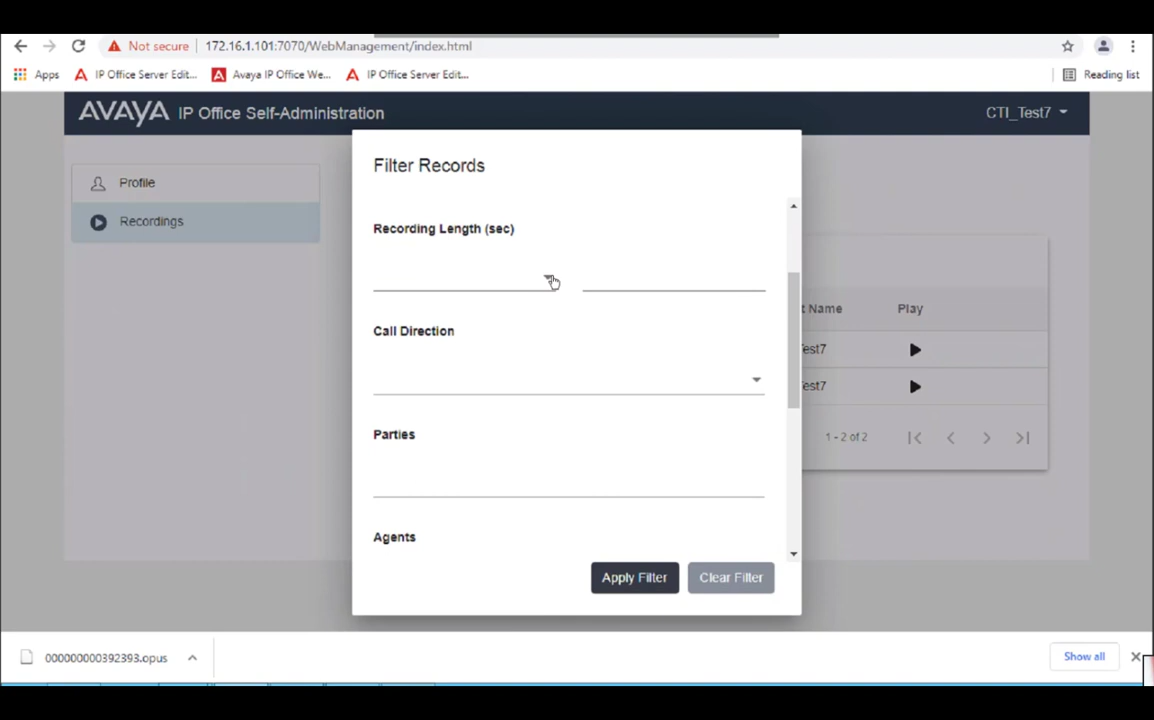 Not secure | 172.16.1.101:7070/WebManagement/index.html
Apps IP Office Server Edit... Avaya IP Office We... IP Office Server Edit... Reading list
AVAYA IP Office Self-Administration CTI_Test7
Filter Records
Profile
Recordings
Recording Length (sec)
Name Play
Call Direction
Parties
1 - 2 of 2
Agents
Apply Filter Clear Filter
000000000392393.opus Show all